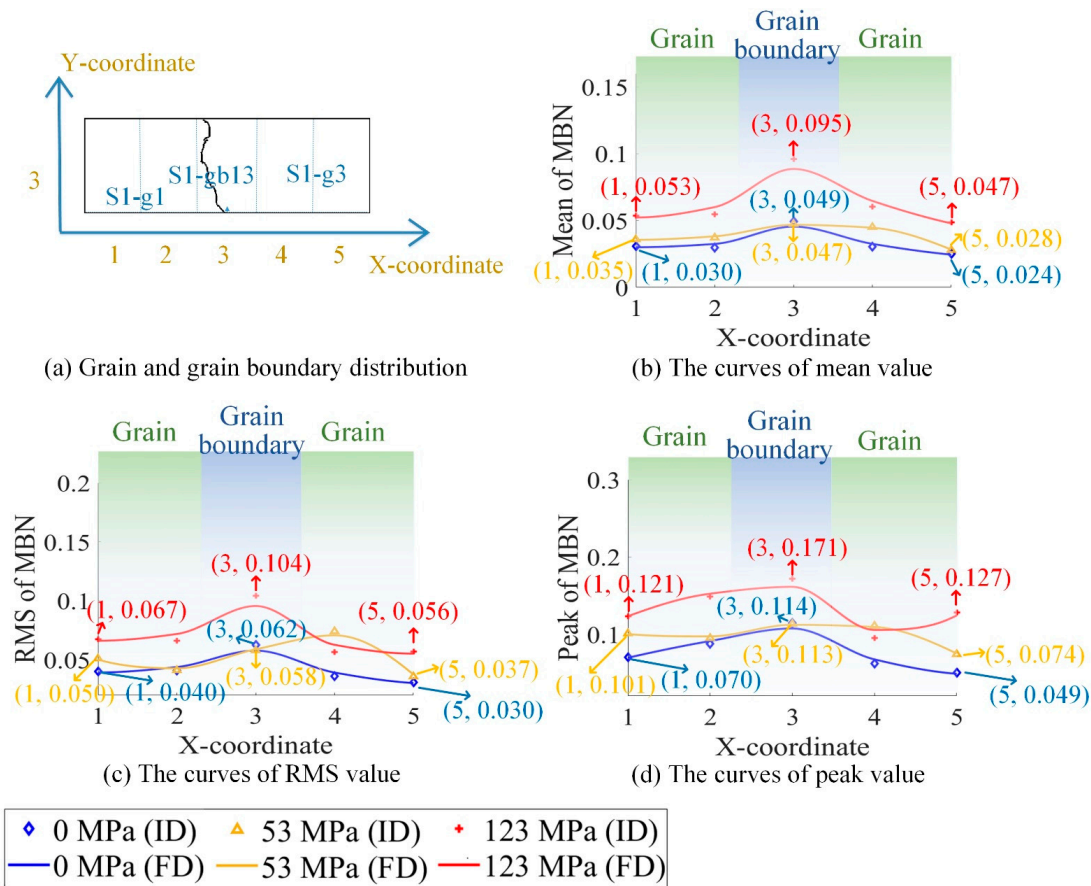 Y-coordinate
3
S1-g1
S1-gb13
S1-g3
1 2 3 4 5
X-coordinate
(a) Grain and grain boundary distribution
Grain
Grain
boundary
Grain
Mean of MBN
0.15
0.1
0.05
0
(3, 0.095)
(1, 0.053)
(3, 0.049)
(5, 0.047)
(1, 0.035)
(1, 0.030)
(3, 0.047)
(5, 0.028)
(5, 0.024)
1 2 3 4 5
X-coordinate
(b) The curves of mean value
Grain
Grain
boundary
Grain
RMS of MBN
0.2
0.15
0.1
0.05
(3, 0.104)
(1, 0.067)
(3, 0.062)
(5, 0.056)
(1, 0.050)
(1, 0.040)
(3, 0.058)
(5, 0.037)
(5, 0.030)
1 2 3 4 5
X-coordinate
(c) The curves of RMS value
Grain
Grain
boundary
Grain
Peak of MBN
0.3
0.2
0.1
(3, 0.171)
(1, 0.121)
(3, 0.114)
(5, 0.127)
(1, 0.101)
(1, 0.070)
(3, 0.113)
(5, 0.074)
(5, 0.049)
1 2 3 4 5
X-coordinate
(d) The curves of peak value
0 MPa (ID) 53 MPa (ID) 123 MPa (ID)
0 MPa (FD) 53 MPa (FD) 123 MPa (FD)